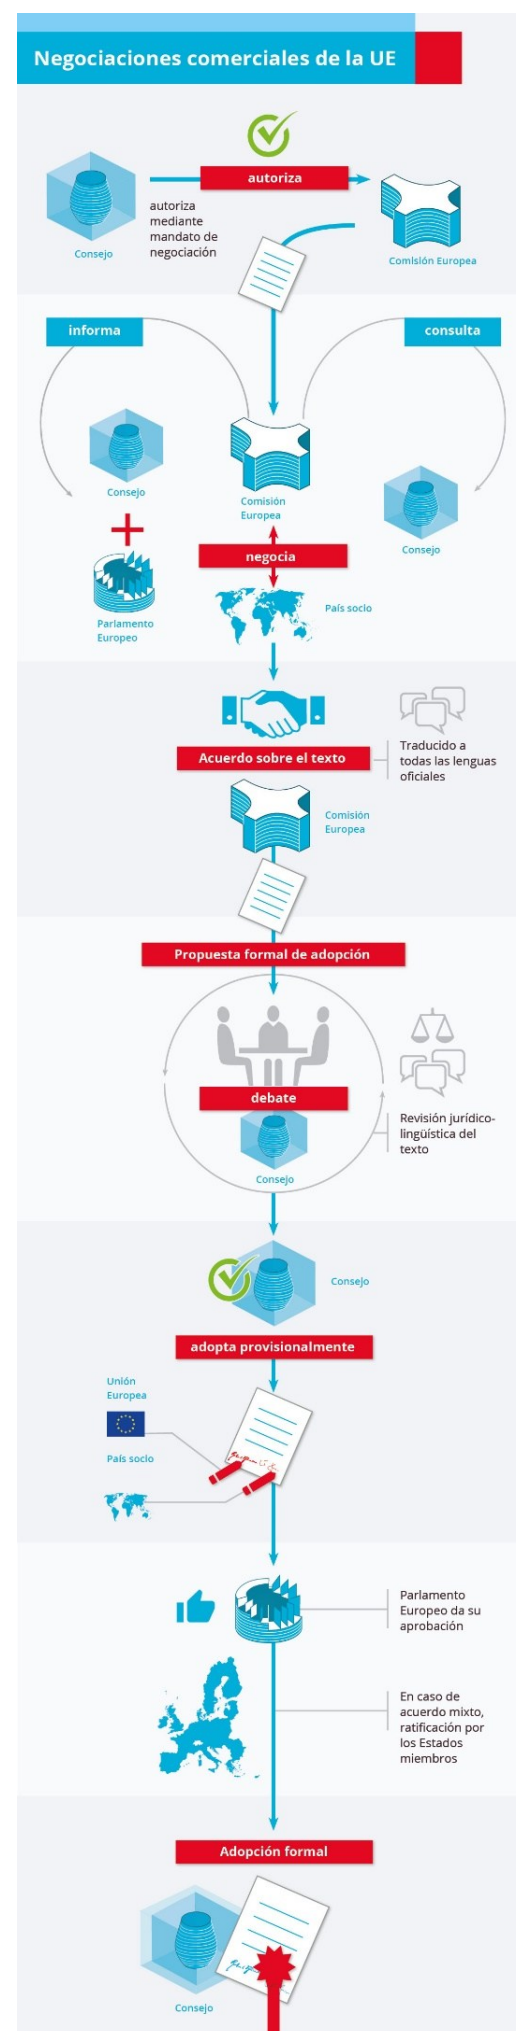 Negociaciones comerciales de la UE
autoriza
autoriza
mediante
mandato de
negociación
Consejo
Comisión Europea
informa
consulta
Consejo
Comisión
Europea
Consejo
negocia
Parlamento
Europeo
País socio
Acuerdo sobre el texto
Traducido a
todas las lenguas
oficiales
Comisión
Europea
Propuesta formal de adopción
debate
Consejo
Revisión jurídico-
lingüística del
texto
Consejo
adopta provisionalmente
Unión
Europea
País socio
Parlamento
Europeo da su
aprobación
En caso de
acuerdo mixto,
ratificación por
los Estados
miembros
Adopción formal
Consejo